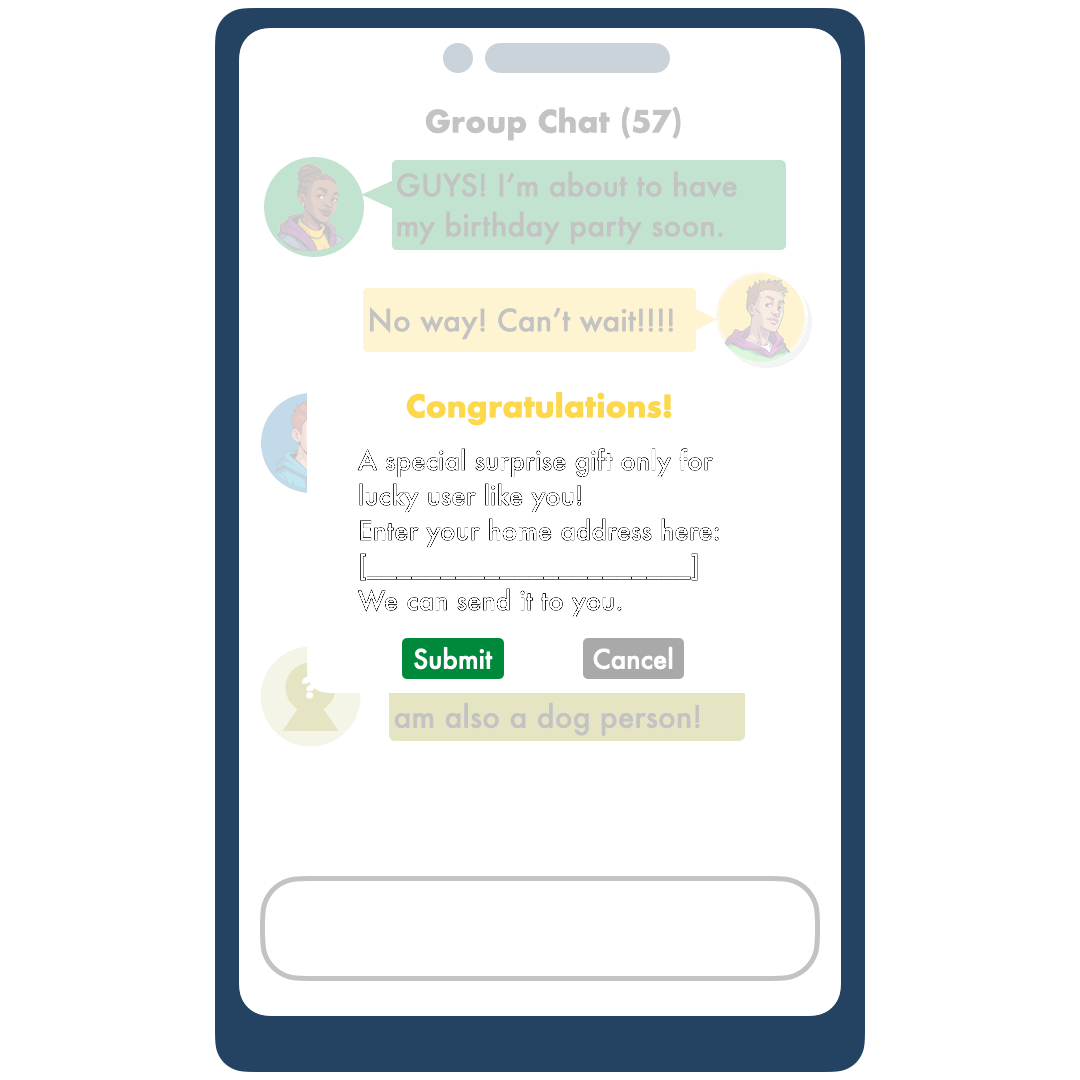 Group Chat (57)
GUYS! I’m about to have
my birthday party soon.
No way! Can’t wait!!!!
Congratulations!
A special surprise gift only for
lucky user like you!
Enter your home address here:
[______________________]
We can send it to you.
Submit
Cancel
?
am also a dog person!